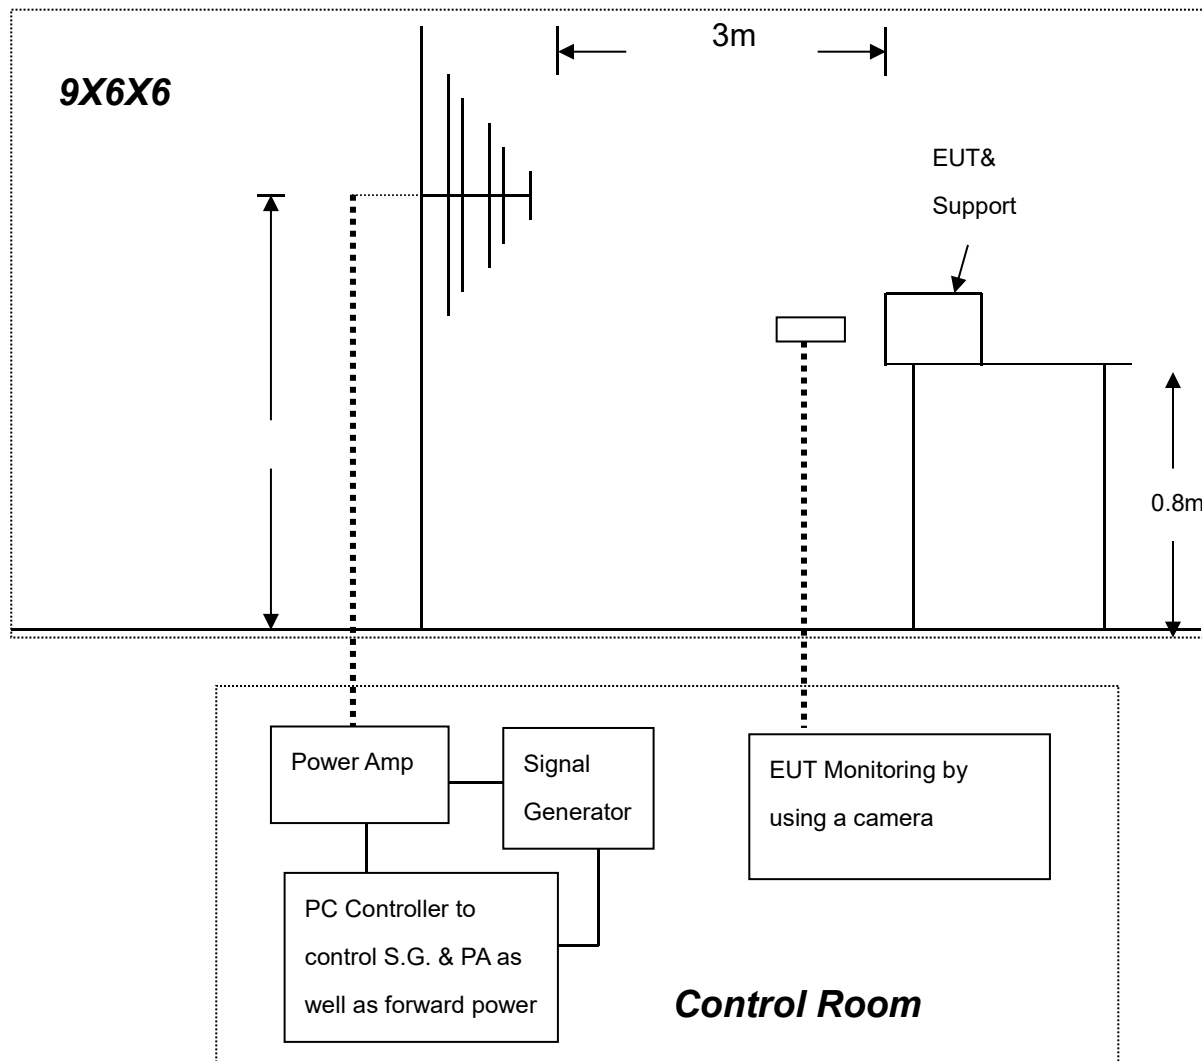 3m
9X6X6
EUT&
Support
0.8m
Power Amp
Signal
Generator
EUT Monitoring by
using a camera
PC Controller to
control S.G. & PA as
well as forward power
Control Room